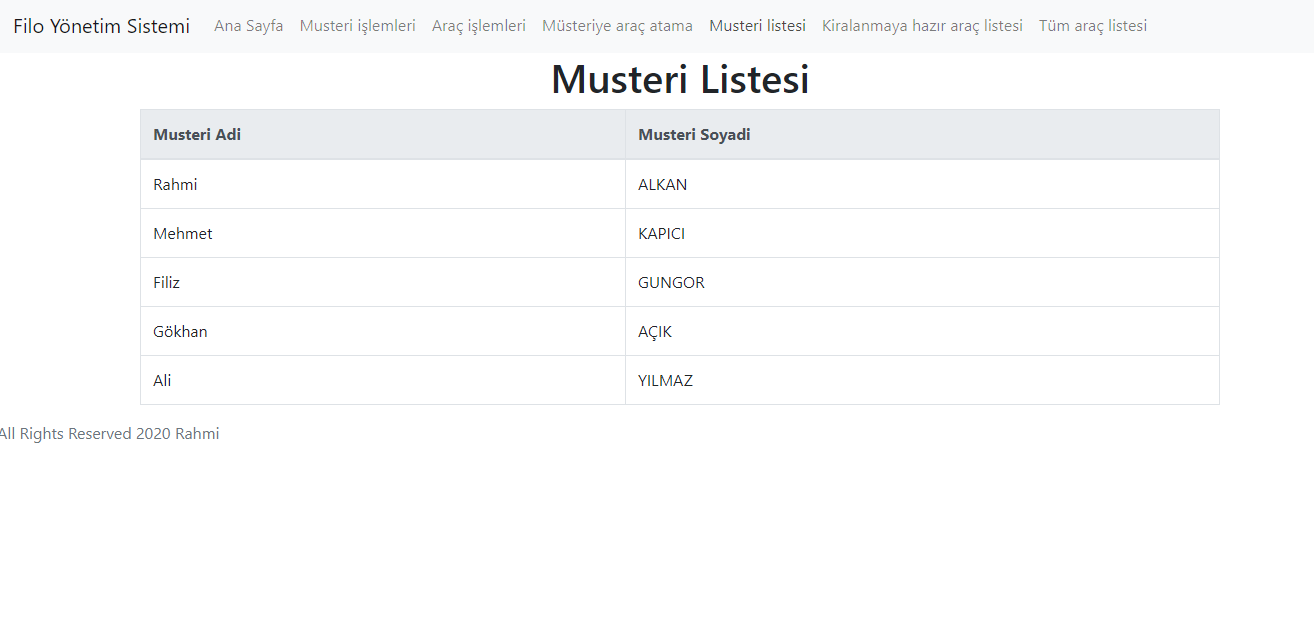 Filo Yönetim Sistemi Ana Sayfa Musteri işlemleri Araç işlemleri Müsteriye araç atama Musteri listesi Kiralanmaya hazır araç listesi Tüm araç listesi
Musteri Listesi
Musteri Adi Musteri Soyadi
Rahmi ALKAN
Mehmet KAPICI
Filiz GUNGOR
Gökhan AÇIK
Ali YILMAZ
All Rights Reserved 2020 Rahmi